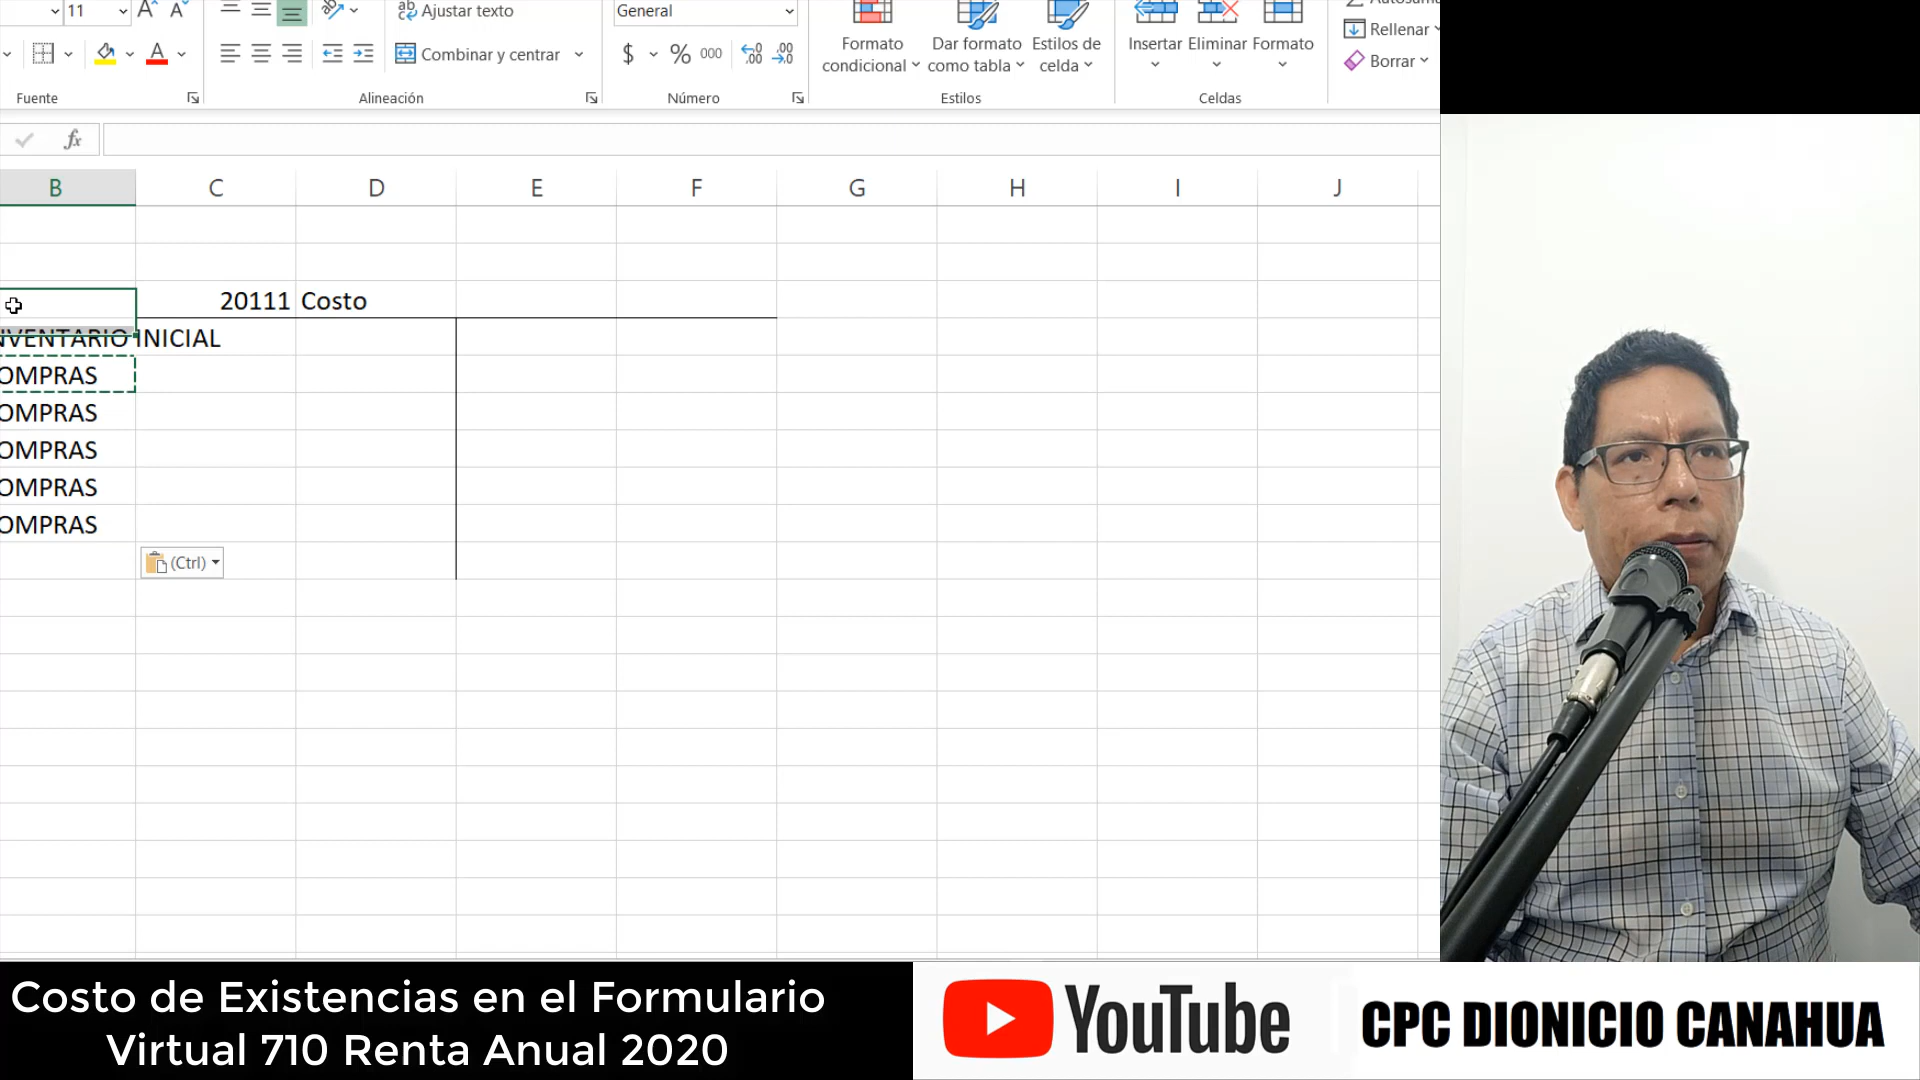 11
Ajustar texto
General
Combinar y centrar
$ % 000
Formato condicional
Dar formato como tabla
Estilos de celda
Insertar
Eliminar
Formato
Rellenar
Borrar
Fuente
Alineación
Número
Estilos
Celdas
fx
B C D E F G H I J
20111 Costo
NVENTARIO INICIAL
OMPRAS
OMPRAS
OMPRAS
OMPRAS
OMPRAS
(Ctrl)
Costo de Existencias en el Formulario
Virtual 710 Renta Anual 2020
YouTube
CPC DIONICIO CANAHUA